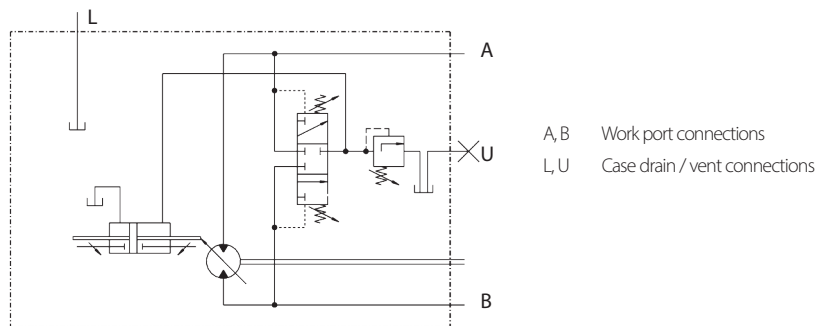 L
A
A, B Work port connections
U
L, U Case drain / vent connections
B